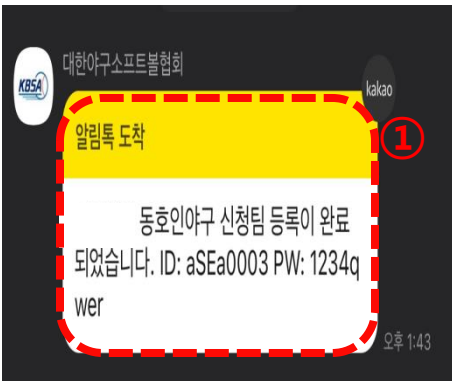 대한야구소프트볼협회
KBSA
kakao
알림톡 도착
①
동호인야구 신청팀 등록이 완료
되었습니다. ID: aSEa0003 PW: 1234q
wer
오후 1:43